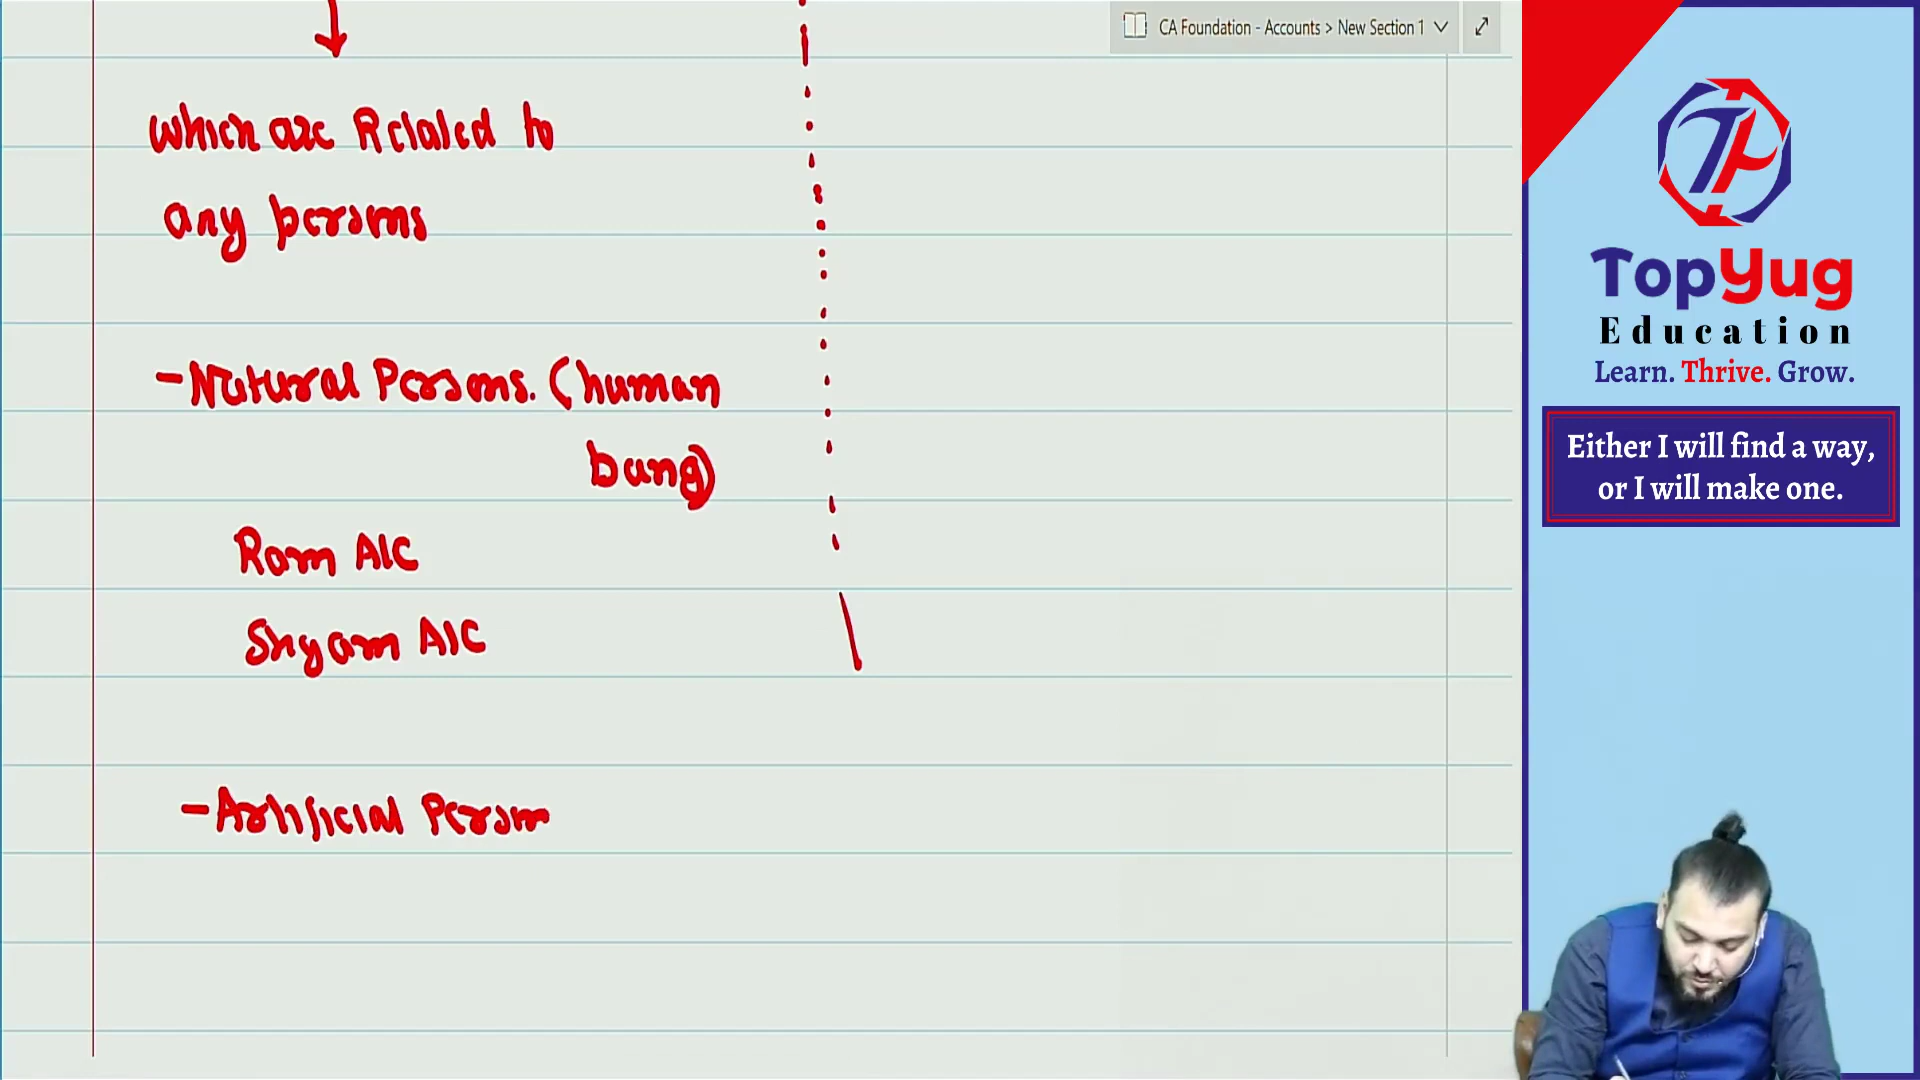 CA Foundation - Accounts > New Section 1
which are Related to
any persons
- Natural Persons. (human
being)
Ram A/C
Shyam A/C
- Artificial Person
TopYug
Education
Learn. Thrive. Grow.
Either I will find a way,
or I will make one.